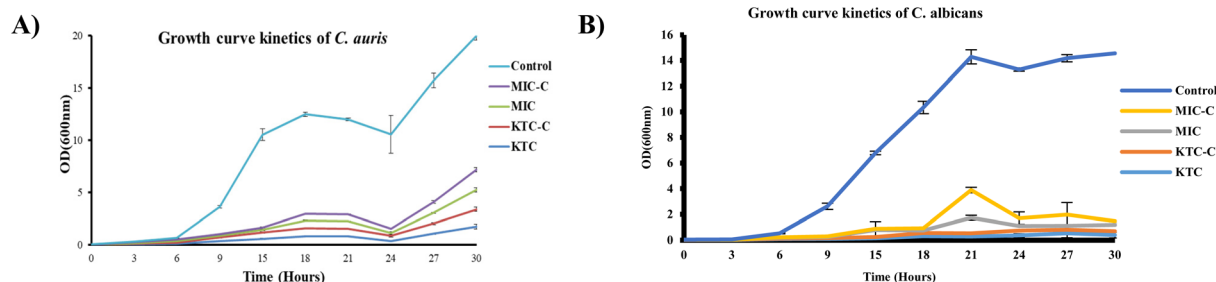 A)
Growth curve kinetics of C. auris
OD(600nm)
20
15
10
5
0
0 3 6 9 15 18 21 24 27 30
Time (Hours)
Control
MIC-C
MIC
KTC-C
KTC
B)
Growth curve kinetics of C. albicans
OD(600nm)
16
14
12
10
8
6
4
2
0
0 3 6 9 15 18 21 24 27 30
Time (Hours)
Control
MIC-C
MIC
KTC-C
KTC